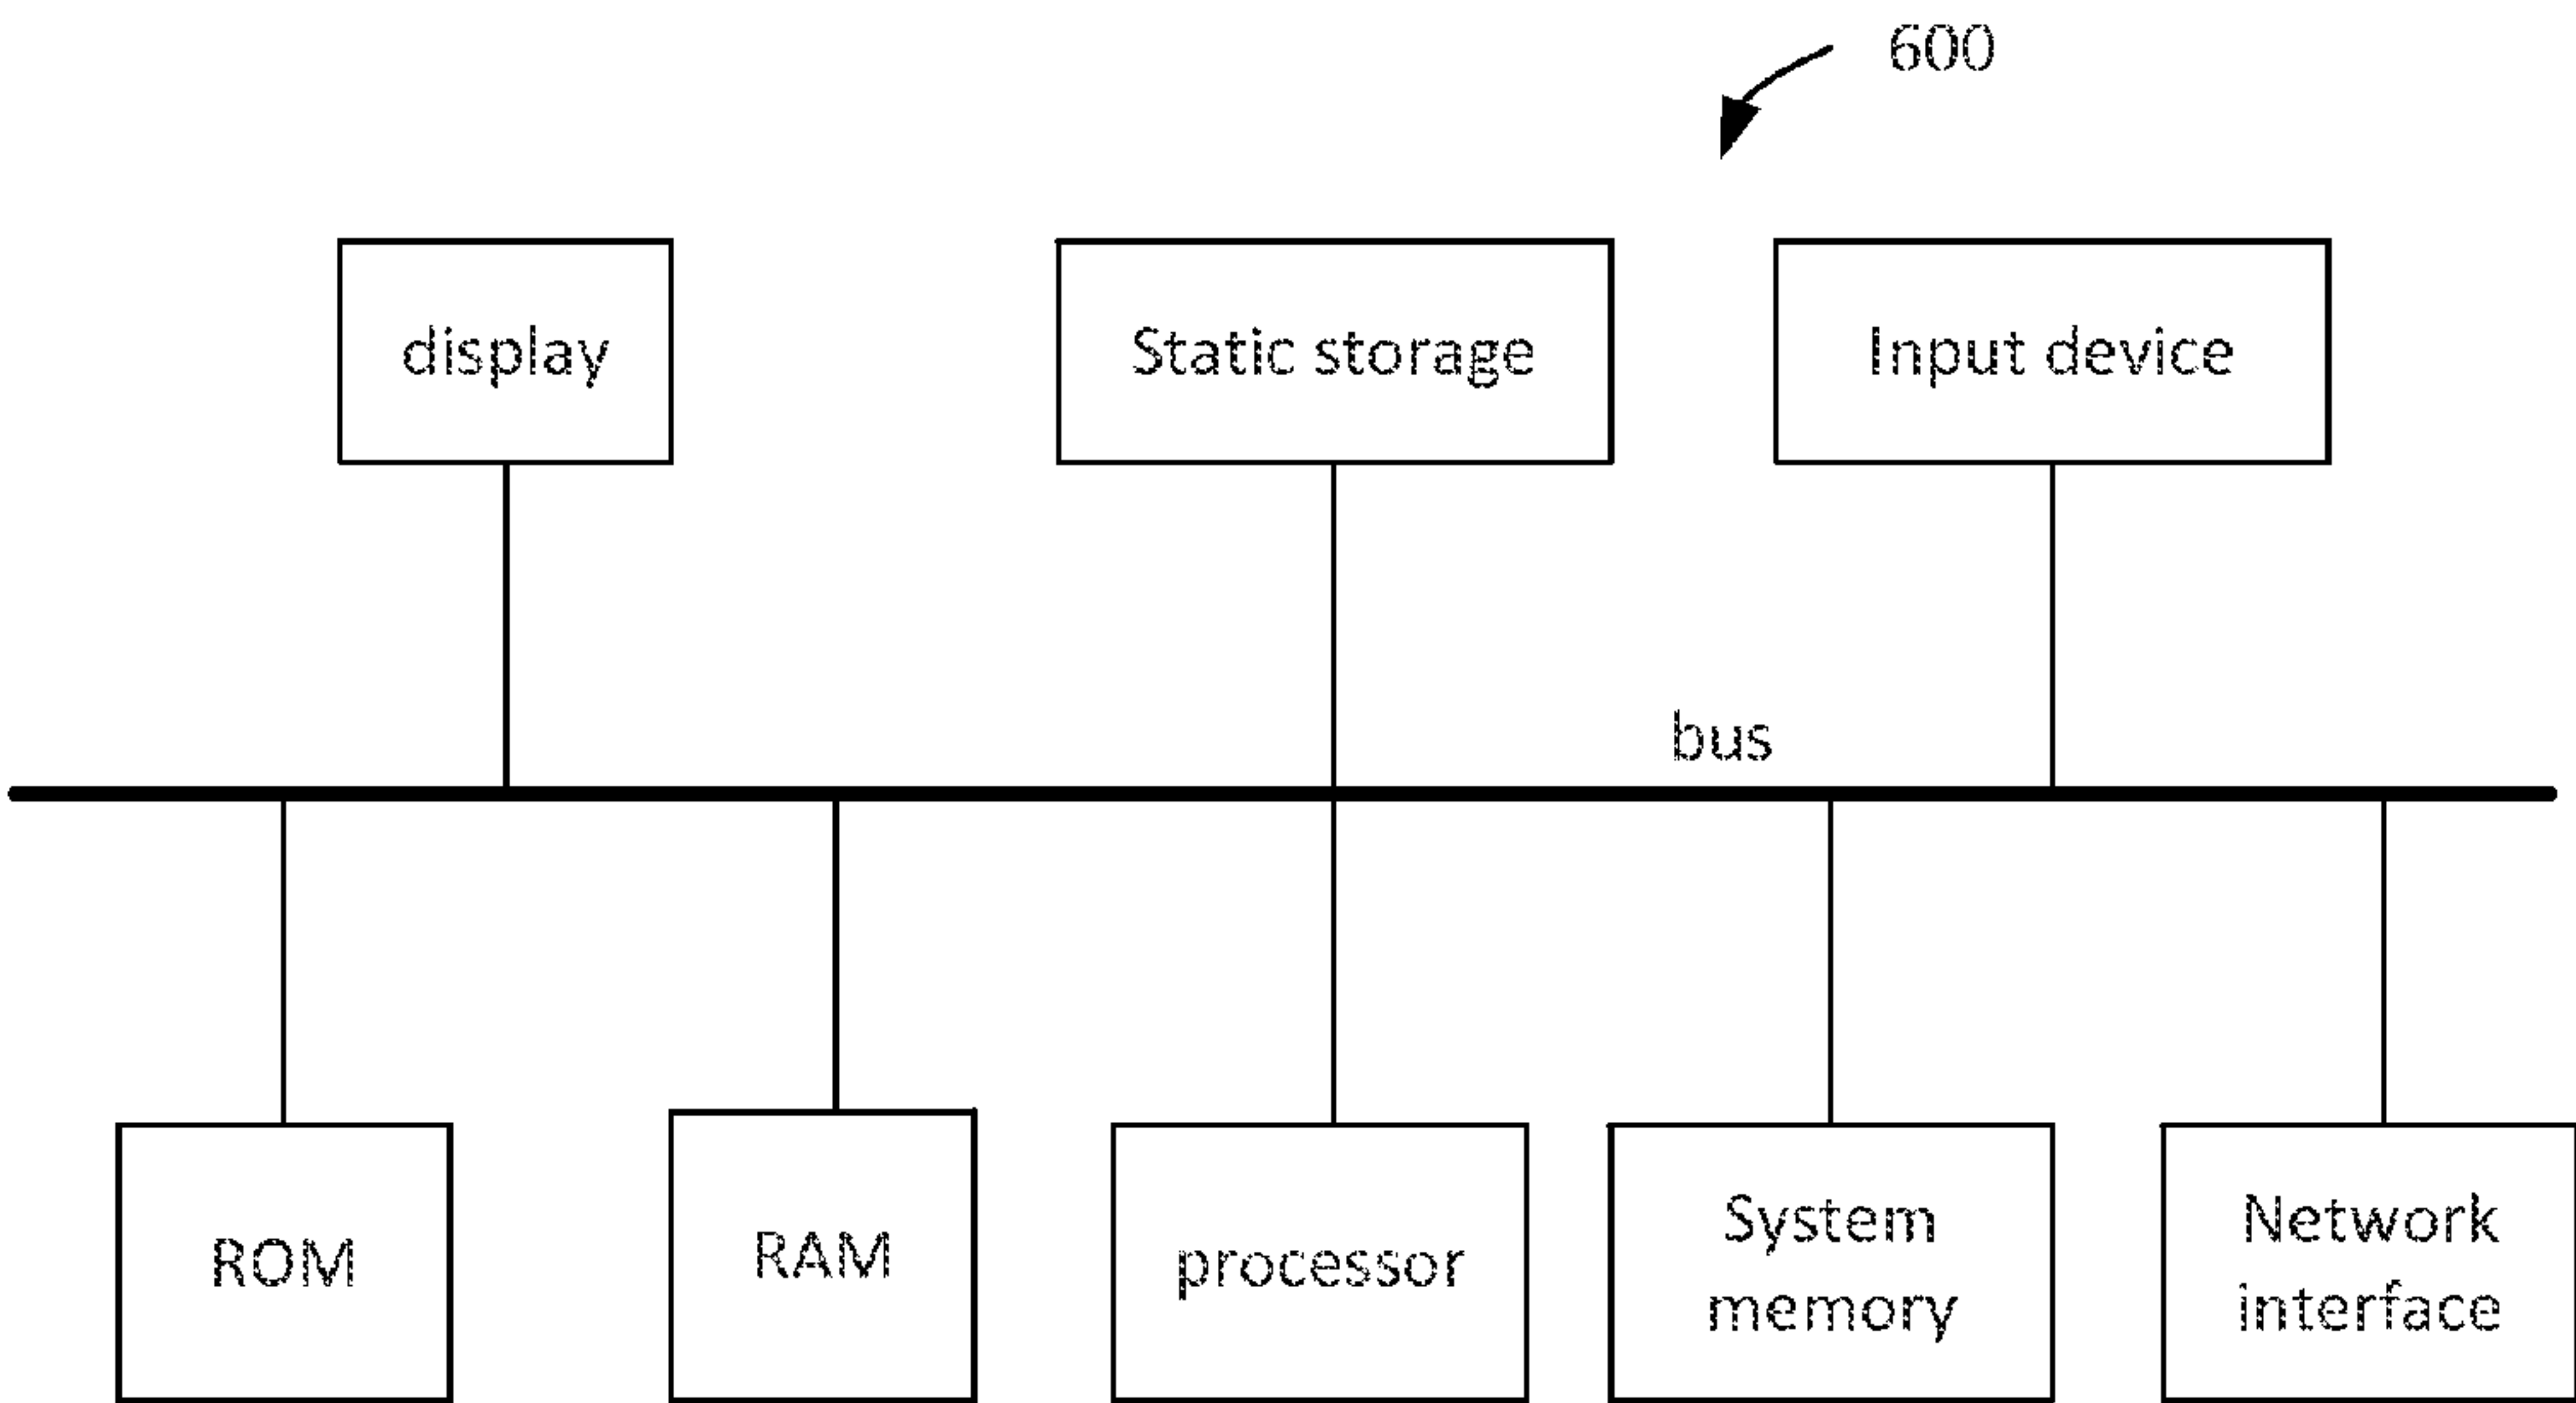 600
display
Static storage
Input device
bus
ROM
RAM
processor
System
memory
Network
interface